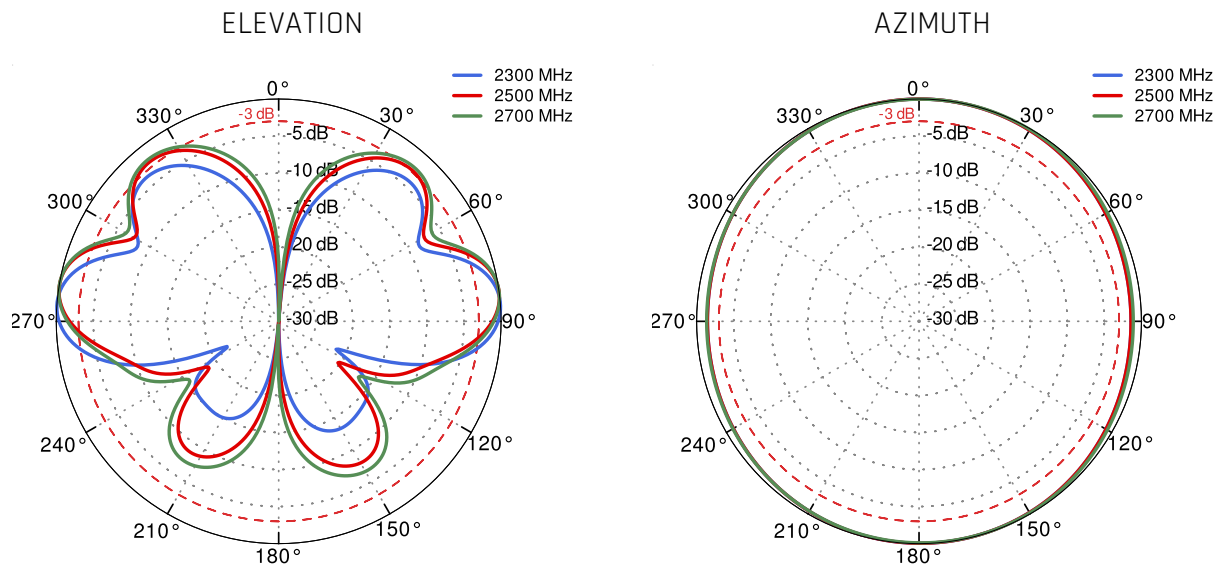 ELEVATION
2300 MHz
2500 MHz
2700 MHz
0°
330°
-3 dB
30°
-5 dB
-10 dB
300°
60°
-15 dB
-20 dB
-25 dB
270°
-30 dB
90°
240°
120°
210°
150°
180°
AZIMUTH
2300 MHz
2500 MHz
2700 MHz
0°
330°
-3 dB
30°
-5 dB
-10 dB
300°
60°
-15 dB
-20 dB
-25 dB
270°
-30 dB
90°
240°
120°
210°
150°
180°